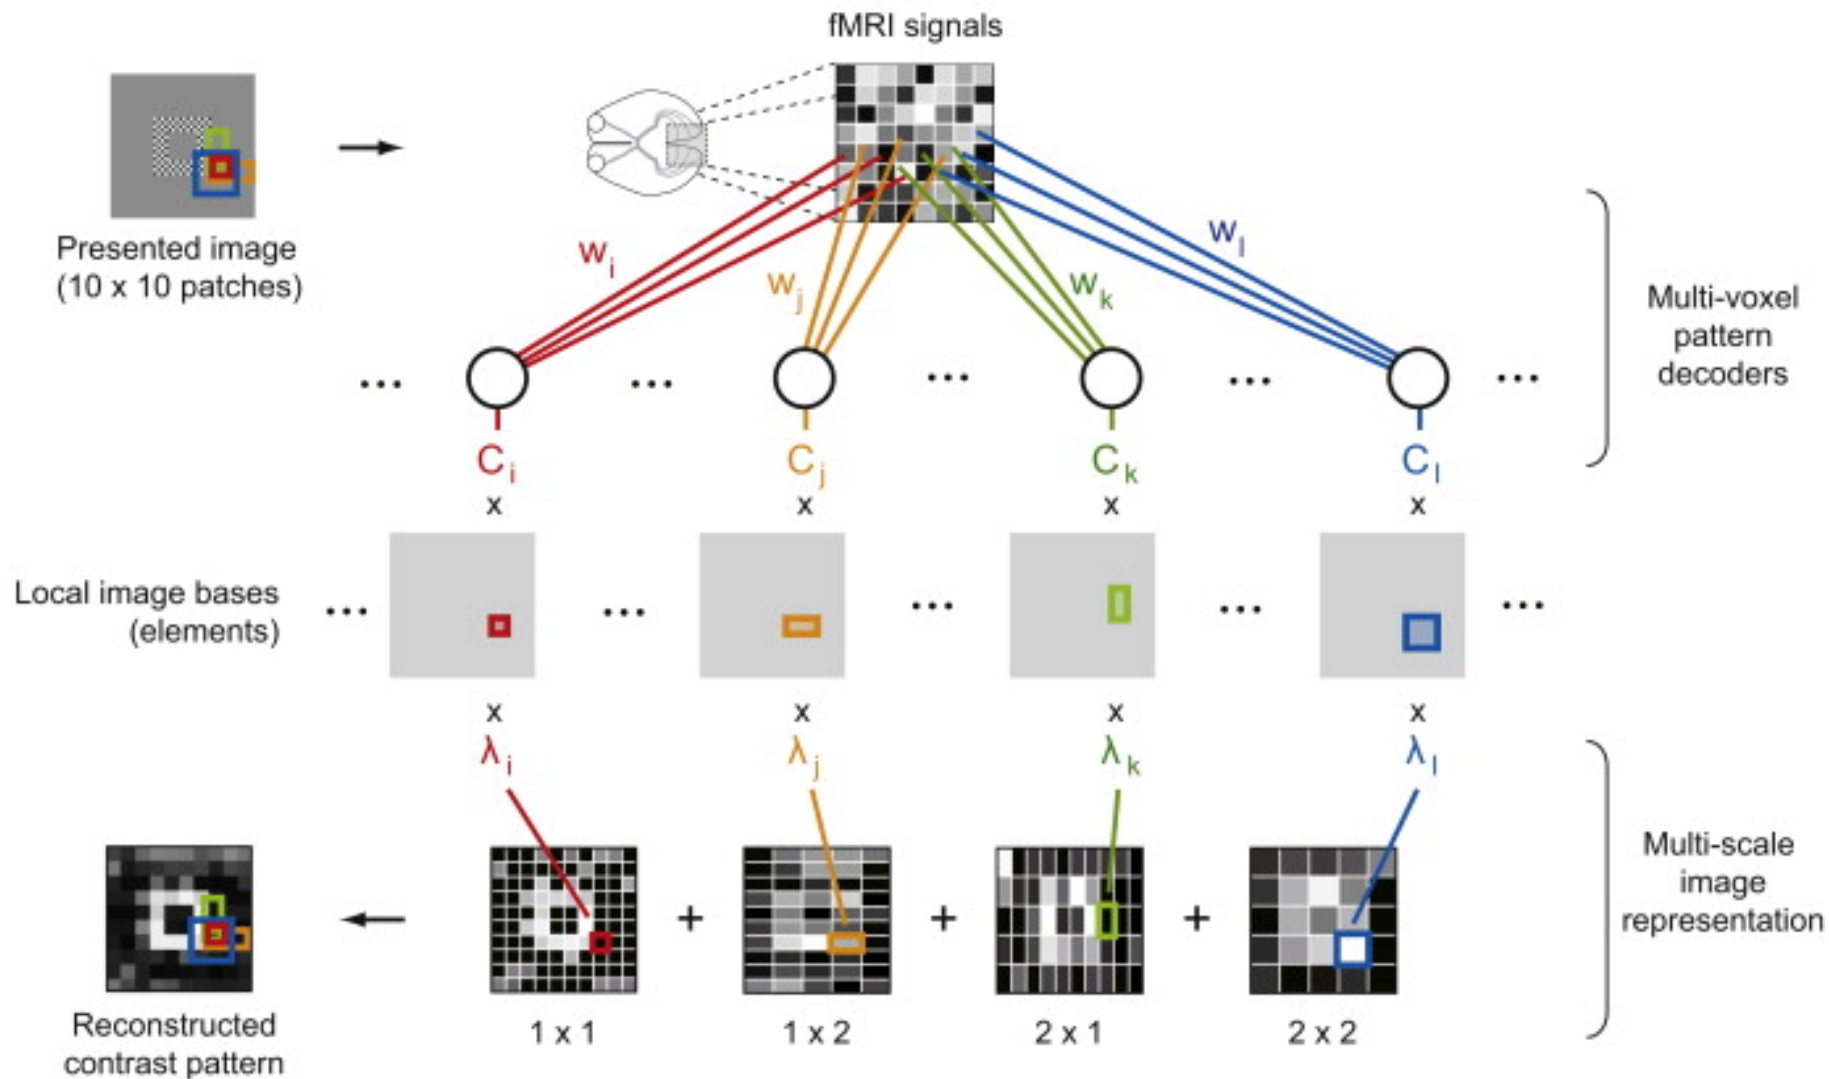 fMRI signals
Presented image
(10 x 10 patches)
w i
w j
w k
w l
Multi-voxel
pattern
decoders
... ... ... ... ...
C i
C j
C k
C l
x x x x
Local image bases
(elements)
... ... ... ... ...
x x x x
λ i
λ j
λ k
λ l
+ + +
Multi-scale
image
representation
Reconstructed
contrast pattern
1 x 1
1 x 2
2 x 1
2 x 2